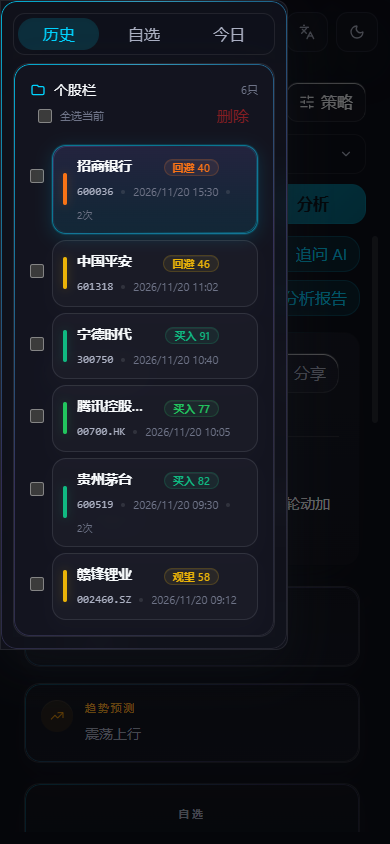 历史 自选 今日
个股栏 6只
全选当前 删除
招商银行 回避 40
600036 2026/11/20 15:30
2次
中国平安 回避 46
601318 2026/11/20 11:02
宁德时代 买入 91
300750 2026/11/20 10:40
腾讯控股... 买入 77
00700.HK 2026/11/20 10:05
贵州茅台 买入 82
600519 2026/11/20 09:30
2次
赣锋锂业 观望 58
002460.SZ 2026/11/20 09:12
策略
分析
追问 AI
分析报告
分享
轮动加
趋势预测
震荡上行
自选